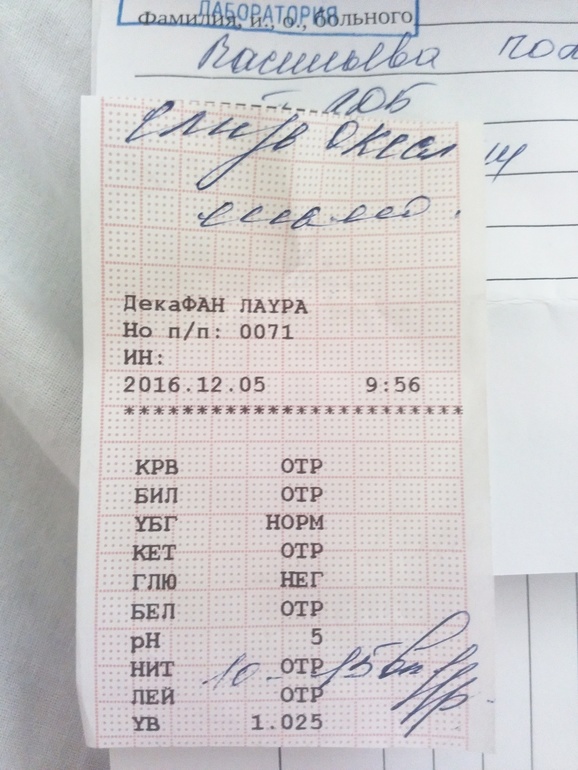 ЛАБОРАТОРИЯ
Фамилия, и., о., больного
Васильева
ДекаФАН ЛАУРА
Но п/п: 0071
ИН:
2016.12.05 9:56
***********************
КРВ ОТР
БИЛ ОТР
УБГ НОРМ
КЕТ ОТР
ГЛЮ НЕГ
БЕЛ ОТР
pH 5
НИТ ОТР
ЛЕЙ ОТР
УВ 1.025